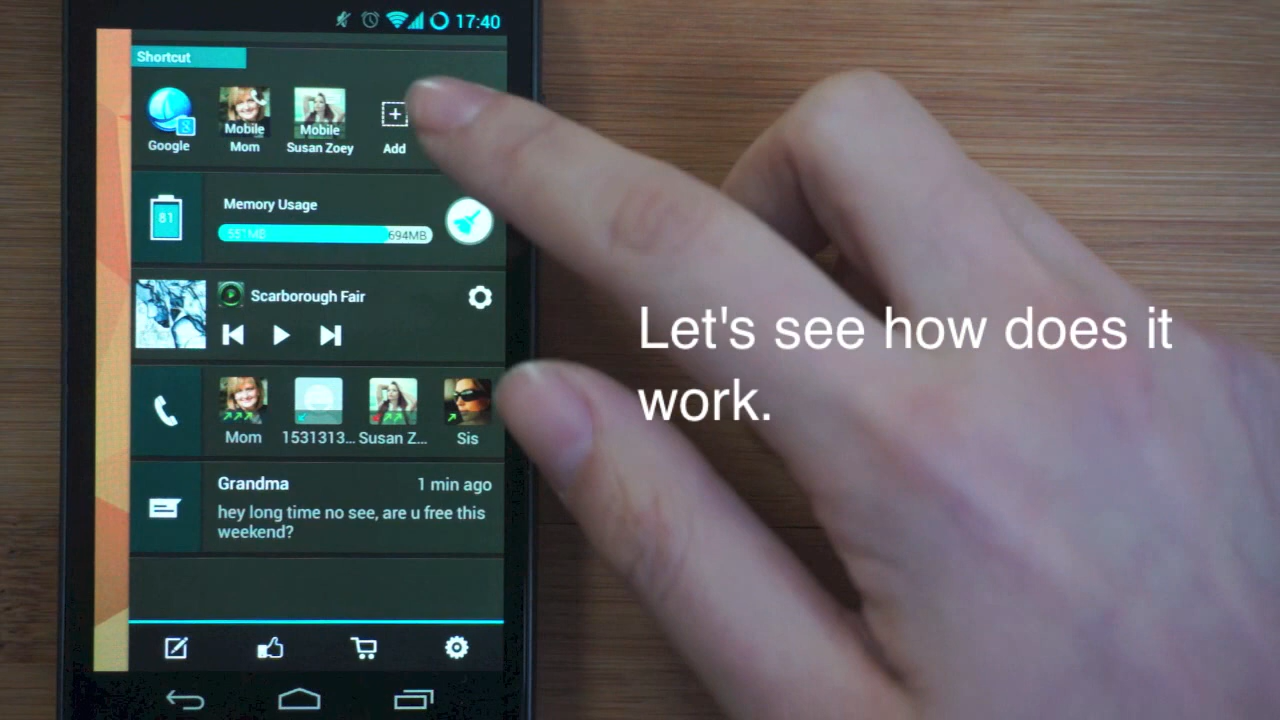 17:40
Shortcut
Google
Mobile
Mom
Mobile
Susan Zoey
Add
81
Memory Usage
551MB
694MB
Scarborough Fair
Mom
1531313...
Susan Z...
Sis
Grandma
1 min ago
hey long time no see, are u free this
weekend?
Let's see how does it
work.